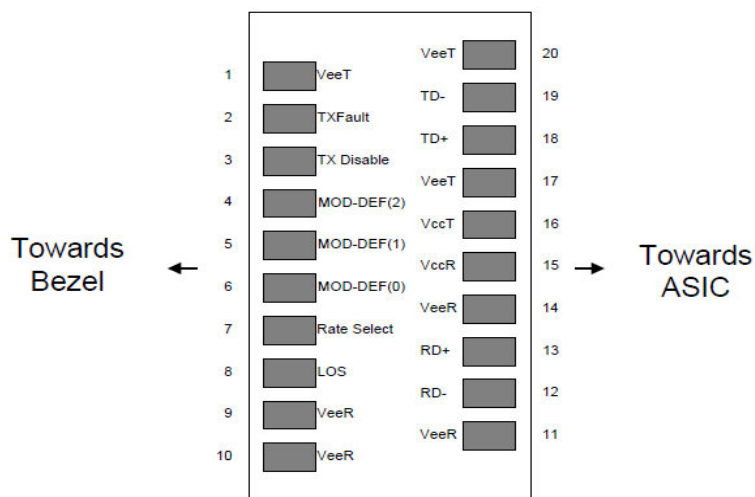 Towards
Bezel
1 VeeT
2 TXFault
3 TX Disable
4 MOD-DEF(2)
5 MOD-DEF(1)
6 MOD-DEF(0)
7 Rate Select
8 LOS
9 VeeR
10 VeeR
VeeT 20
TD- 19
TD+ 18
VeeT 17
VccT 16
VccR 15
VeeR 14
RD+ 13
RD- 12
VeeR 11
Towards
ASIC